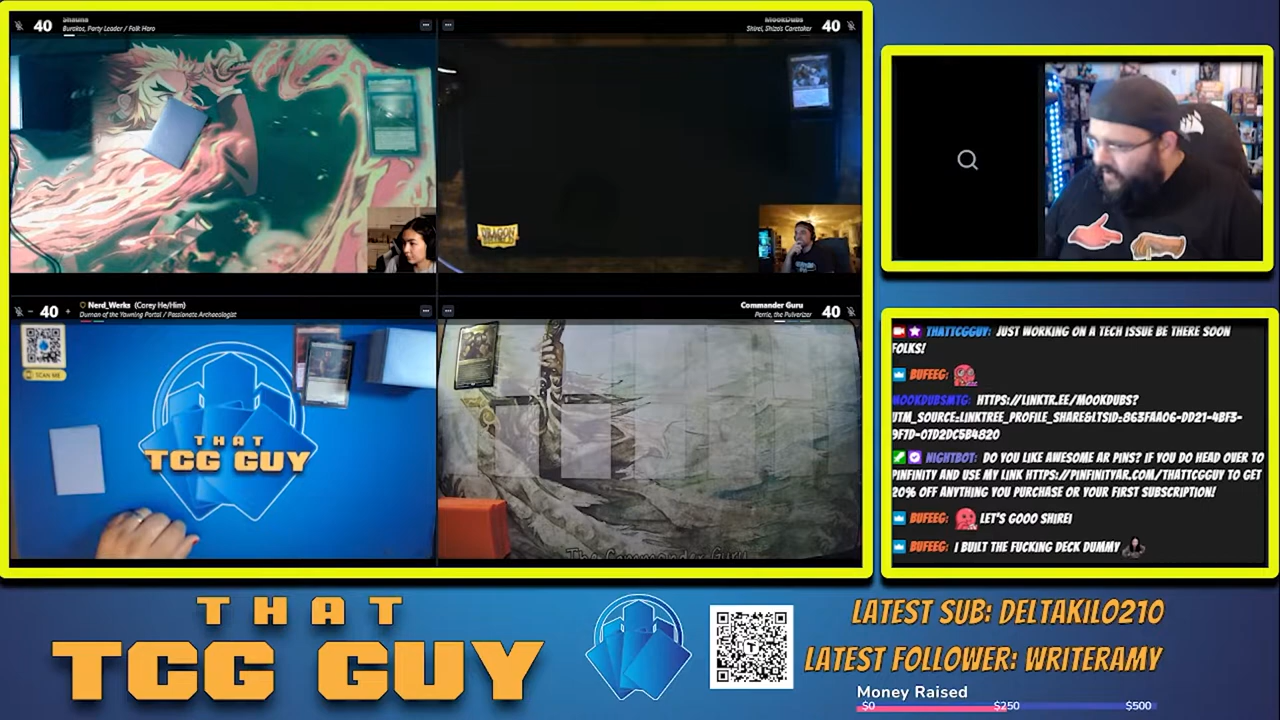 40
Shauna
Burakos, Party Leader / Folk Hero
MookDubs
Shirei, Shizo's Caretaker
40
DRAGON
40
Nerd_Werks (Corey He/Him)
Durnan of the Yawning Portal / Passionate Archaeologist
SCAN ME
THAT
TCG GUY
Commander Guru
Perrie, the Pulverizer
40
The Commander Guru
THATTCGGUY: JUST WORKING ON A TECH ISSUE BE THERE SOON
FOLKS!
BUFEEG:
MOOKDUBSMTG: HTTPS://LINKTR.EE/MOOKDUBS?
UTM_SOURCE=LINKTREE_PROFILE_SHARE&LTSID=863FAA06-DD21-4BF3-
9F7D-07D2DC5B4820
NIGHTBOT: DO YOU LIKE AWESOME AR PINS? IF YOU DO HEAD OVER TO
PINFINITY AND USE MY LINK HTTPS://PINFINITYAR.COM/THATTCGGUY TO GET
20% OFF ANYTHING YOU PURCHASE OR YOUR FIRST SUBSCRIPTION!
BUFEEG: LET'S GOOO SHIREI
BUFEEG: I BUILT THE FUCKING DECK DUMMY
THAT
TCG GUY
LATEST SUB: DELTAKILO210
LATEST FOLLOWER: WRITERAMY
Money Raised
$0 $250 $500